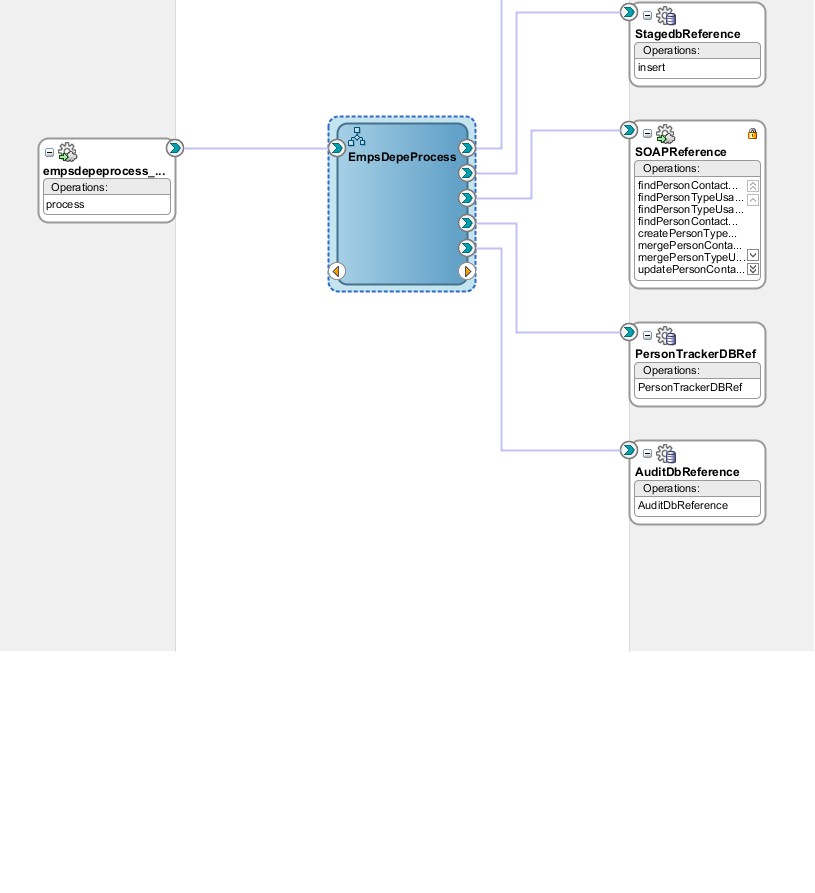 StagedbReference
Operations:
insert
empsdepeprocess_...
Operations:
process
EmpsDepeProcess
SOAPReference
Operations:
findPersonContact...
findPersonTypeUsa...
findPersonTypeUsa...
findPersonContact...
createPersonType...
mergePersonConta...
mergePersonTypeU...
updatePersonConta...
PersonTrackerDBRef
Operations:
PersonTrackerDBRef
AuditDbReference
Operations:
AuditDbReference